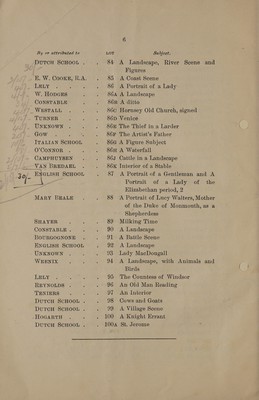 6
By or attributed to LOT Subject.
DUTCH SCHOOL . . 84 A Landscape, River Scene and
Figures
E. W. COOKE, R.A. . 85 A Coast Scene
LELY . . . . 86 A Portrait of a Lady
W. HODGES . . 86A A Landscape
CONSTABLE . . 86B A ditto
WESTALL . . . 86C Harnsey Old Church, signed
TURNER . . . 86D Venice
UNKNOWN . . . 86E The Thief in a Larder
GOW . . . . 86F The Artist's Father
ITALIAN SCHOOL . 86G A Figure Subject
O'CONNOR . . . 86H A Waterfall
CAMPHUYSEN . . 86J Cattle in a Landscape
VAN BREDAEL . . 86K Interior of a Stable
ENGLISH SCHOOL . 87 A Portrait of a Gentleman and A
Portrait of a Lady of the
Elizabethan period, 2
MARY BEALE . . 88 A Portrait of Lucy Walters, Mother
of the Duke of Monmouth, as a
Shepherdess
SHAYER . . . 89 Milking Time
CONSTABLE . . . 90 A Landscape
BOURGOGNONE . . 91 A Battle Scene
ENGLISH SCHOOL . 92 A Landscape
UNKNOWN . . . 93 Lady MacDougall
WEENIX . . . 94 A Landscape, with Animals and
Birds
LELY . . . . 95 The Countess of Windsor
REYNOLDS . . . 96 An Old Man Reading
TENIERS . . . 97 An Interior
DUTCH SCHOOL . . 98 Cows and Goats
DUTCH SCHOOL . . 99 A Village Scene
HOGARTH . . . 100 A Knight Errant
DUTCH SCHOOL . . 100A St. Jerome